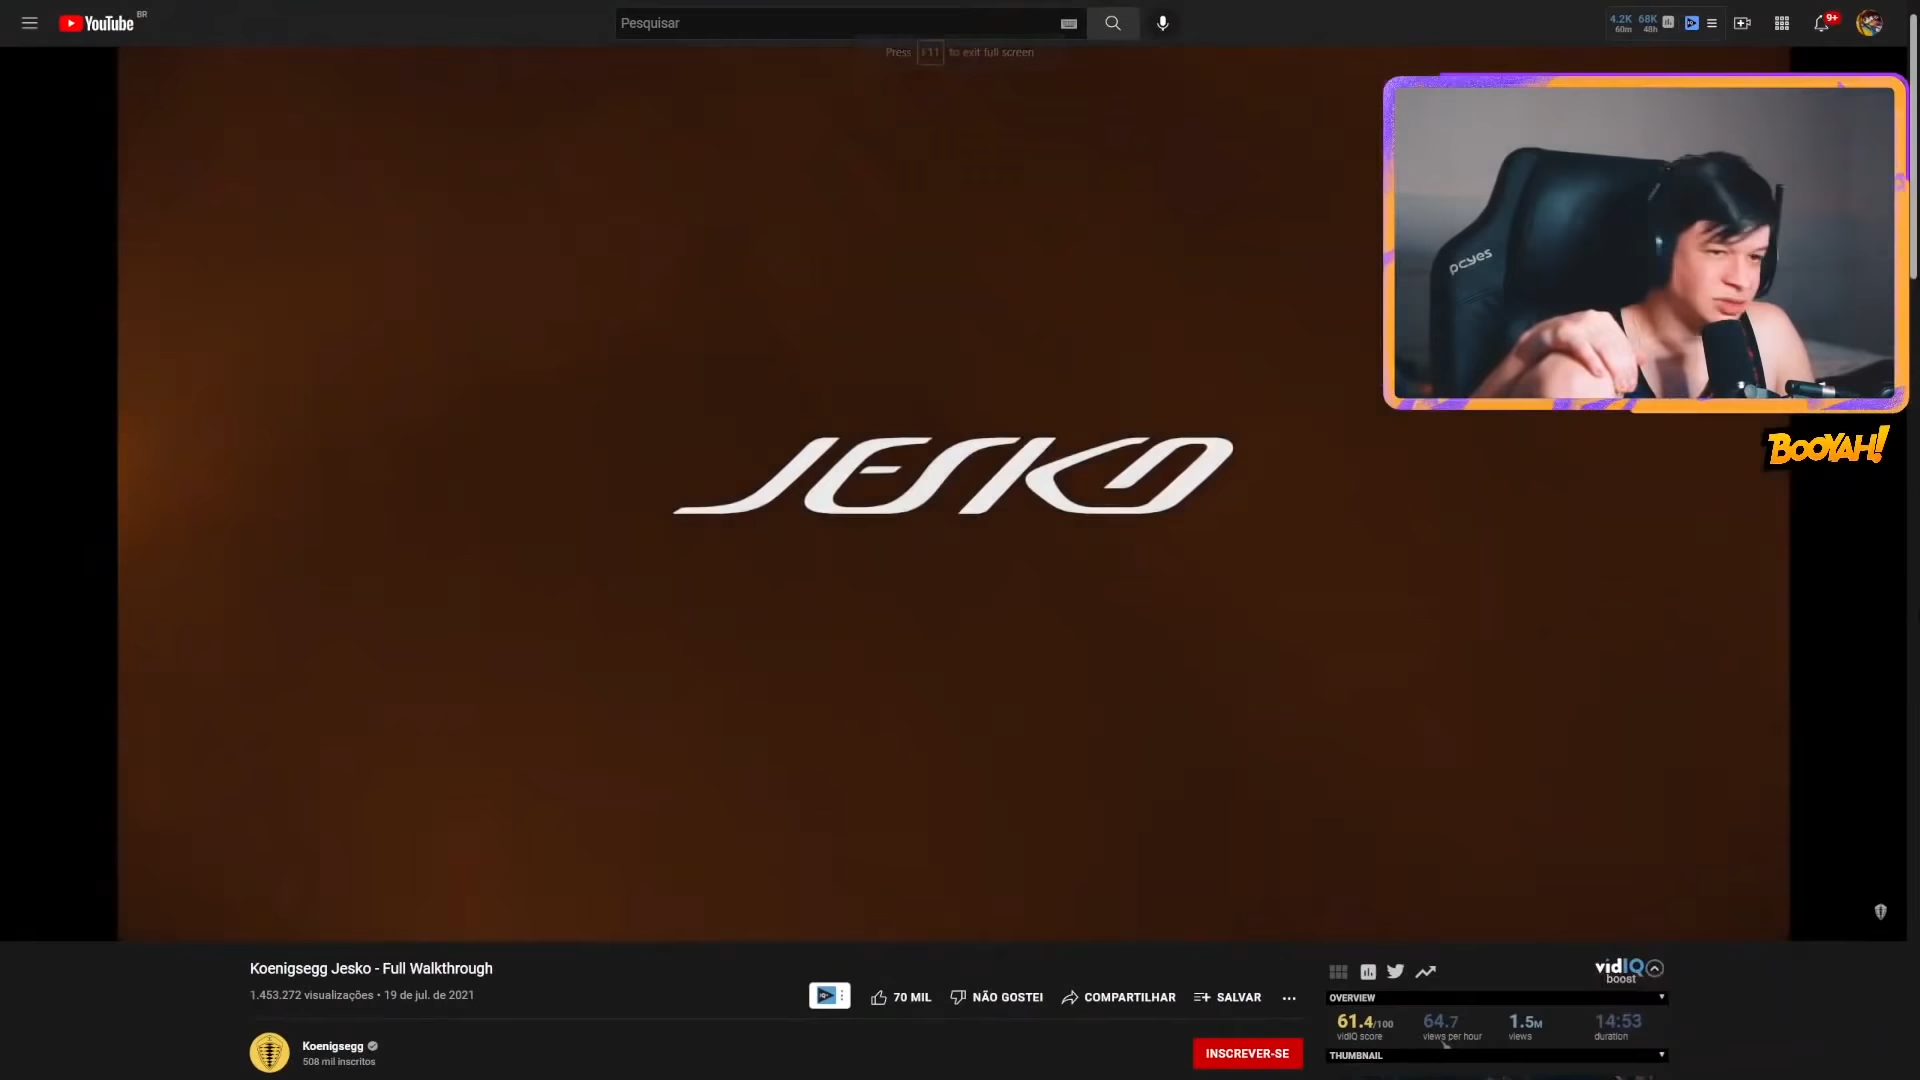 YouTube BR
Pesquisar
4.2K 68K
60m 48h
9+
Press F11 to exit full screen
pcyes
BOOYAH!
JESKO
Koenigsegg Jesko - Full Walkthrough
1.453.272 visualizações • 19 de jul. de 2021
70 MIL
NÃO GOSTEI
COMPARTILHAR
SALVAR
Koenigsegg
508 mil inscritos
INSCREVER-SE
vidIQ
boost
OVERVIEW
61.4/100 64.7 1.5M 14:53
vidIQ score views per hour views duration
THUMBNAIL